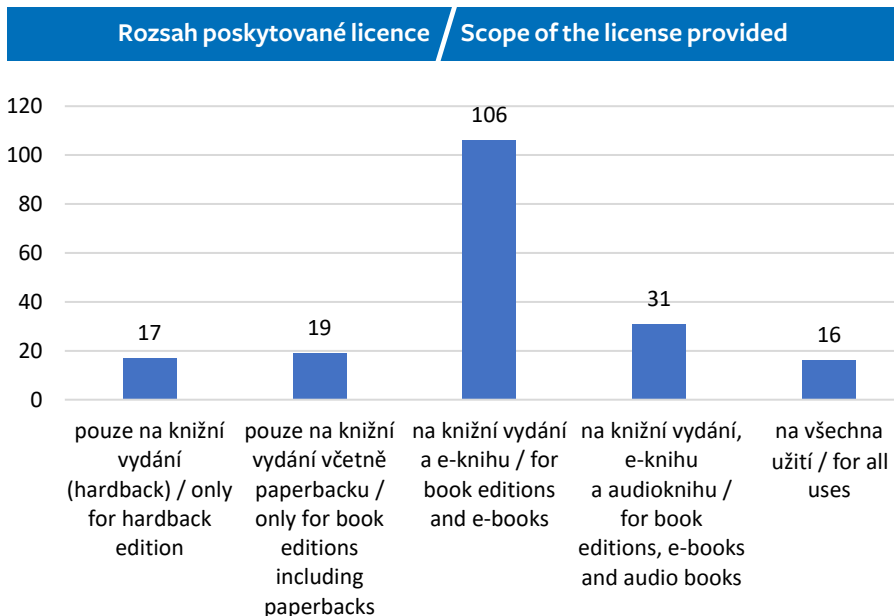 Rozsah poskytované licence / Scope of the license provided
120
100
80
60
40
20
0
17
19
106
31
16
pouze na knižní
vydání
(hardback) / only
for hardback
edition
pouze na knižní
vydání včetně
paperbacku /
only for book
editions
including
paperbacks
na knižní vydání
a e-knihu / for
book editions
and e-books
na knižní vydání,
e-knihu
a audioknihu /
for book
editions, e-books
and audio books
na všechna
užití / for all
uses